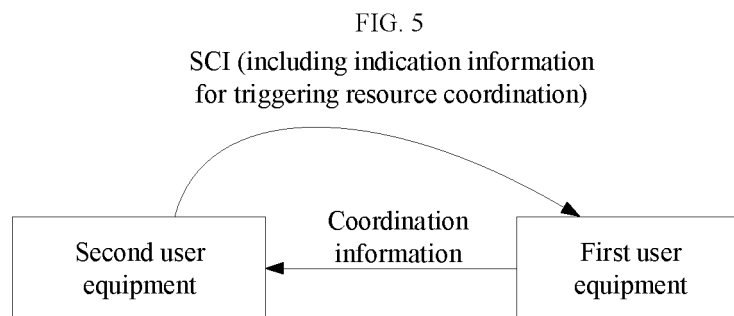 FIG. 5
SCI (including indication information
for triggering resource coordination)
Coordination
information
Second user
equipment
First user
equipment